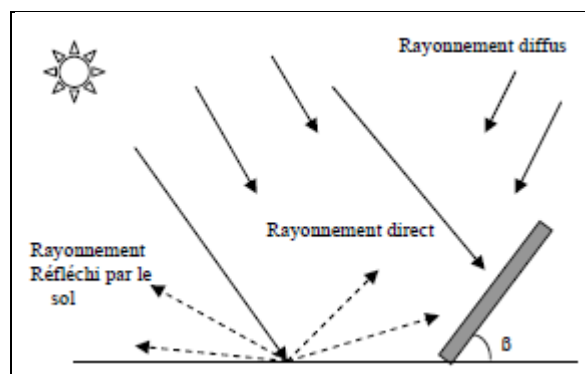 Rayonnement diffus
Rayonnement direct
Rayonnement
Réfléchi par le
sol
β